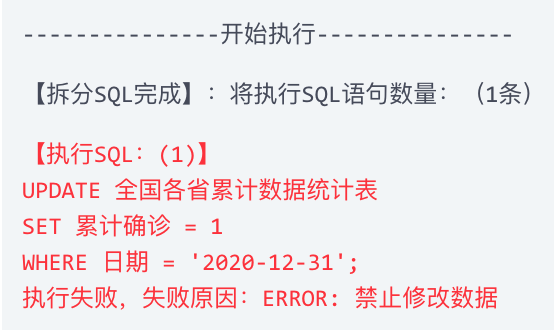 ---------------开始执行---------------
【拆分SQL完成】：将执行SQL语句数量：（1条）
【执行SQL：(1)】
UPDATE 全国各省累计数据统计表
SET 累计确诊 = 1
WHERE 日期 = '2020-12-31';
执行失败，失败原因：ERROR: 禁止修改数据